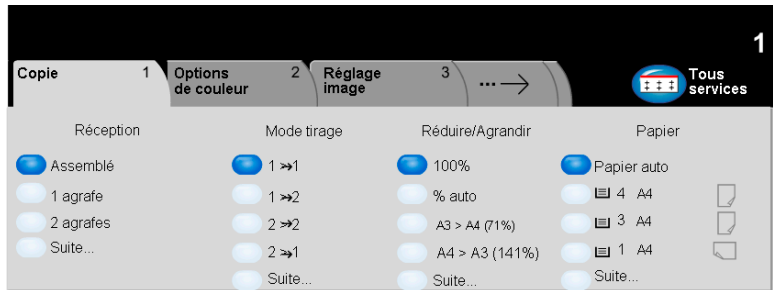 1
Copie 1
Options de couleur 2
Réglage image 3
Tous services
Réception
Assemblé
1 agrafe
2 agrafes
Suite...
Mode tirage
1 ➙1
1 ➙2
2 ➙2
2 ➙1
Suite...
Réduire/Agrandir
100%
% auto
A3 > A4 (71%)
A4 > A3 (141%)
Suite...
Papier
Papier auto
4 A4
3 A4
1 A4
Suite...